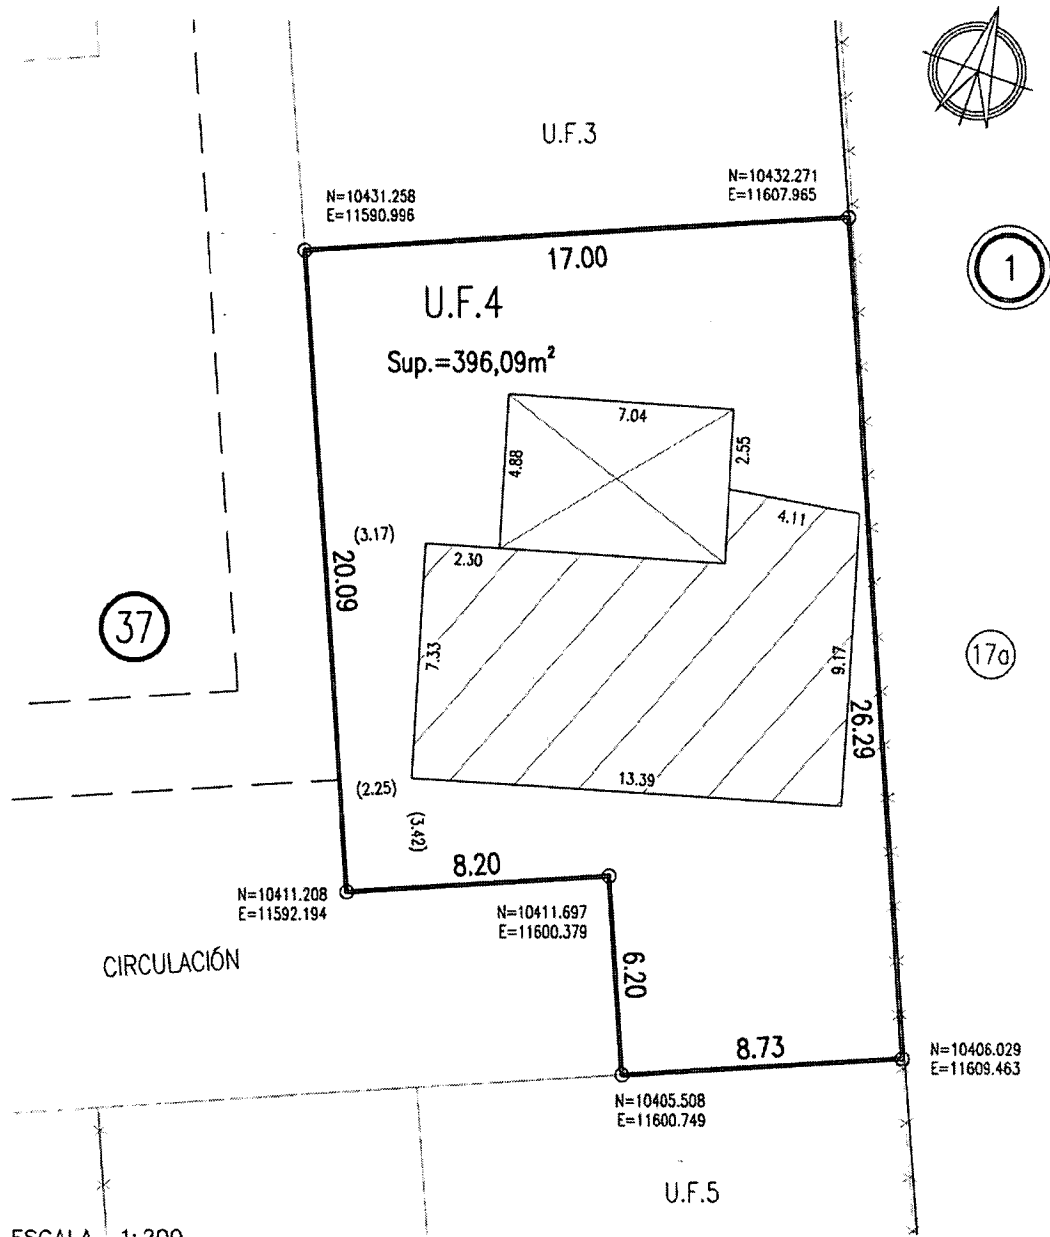 U.F.3
N=10432.271
E=11607.965
N=10431.258
E=11590.996
17.00
1
U.F.4
Sup.=396,09m²
7.04
4.88
2.55
4.11
(3.17)
2.30
20.09
37
7.33
9.17
17a
26.29
13.39
(2.25)
(3.42)
8.20
N=10411.208
E=11592.194
N=10411.697
E=11600.379
CIRCULACIÓN
6.20
8.73
N=10406.029
E=11609.463
N=10405.508
E=11600.749
U.F.5
ESCALA 1:200